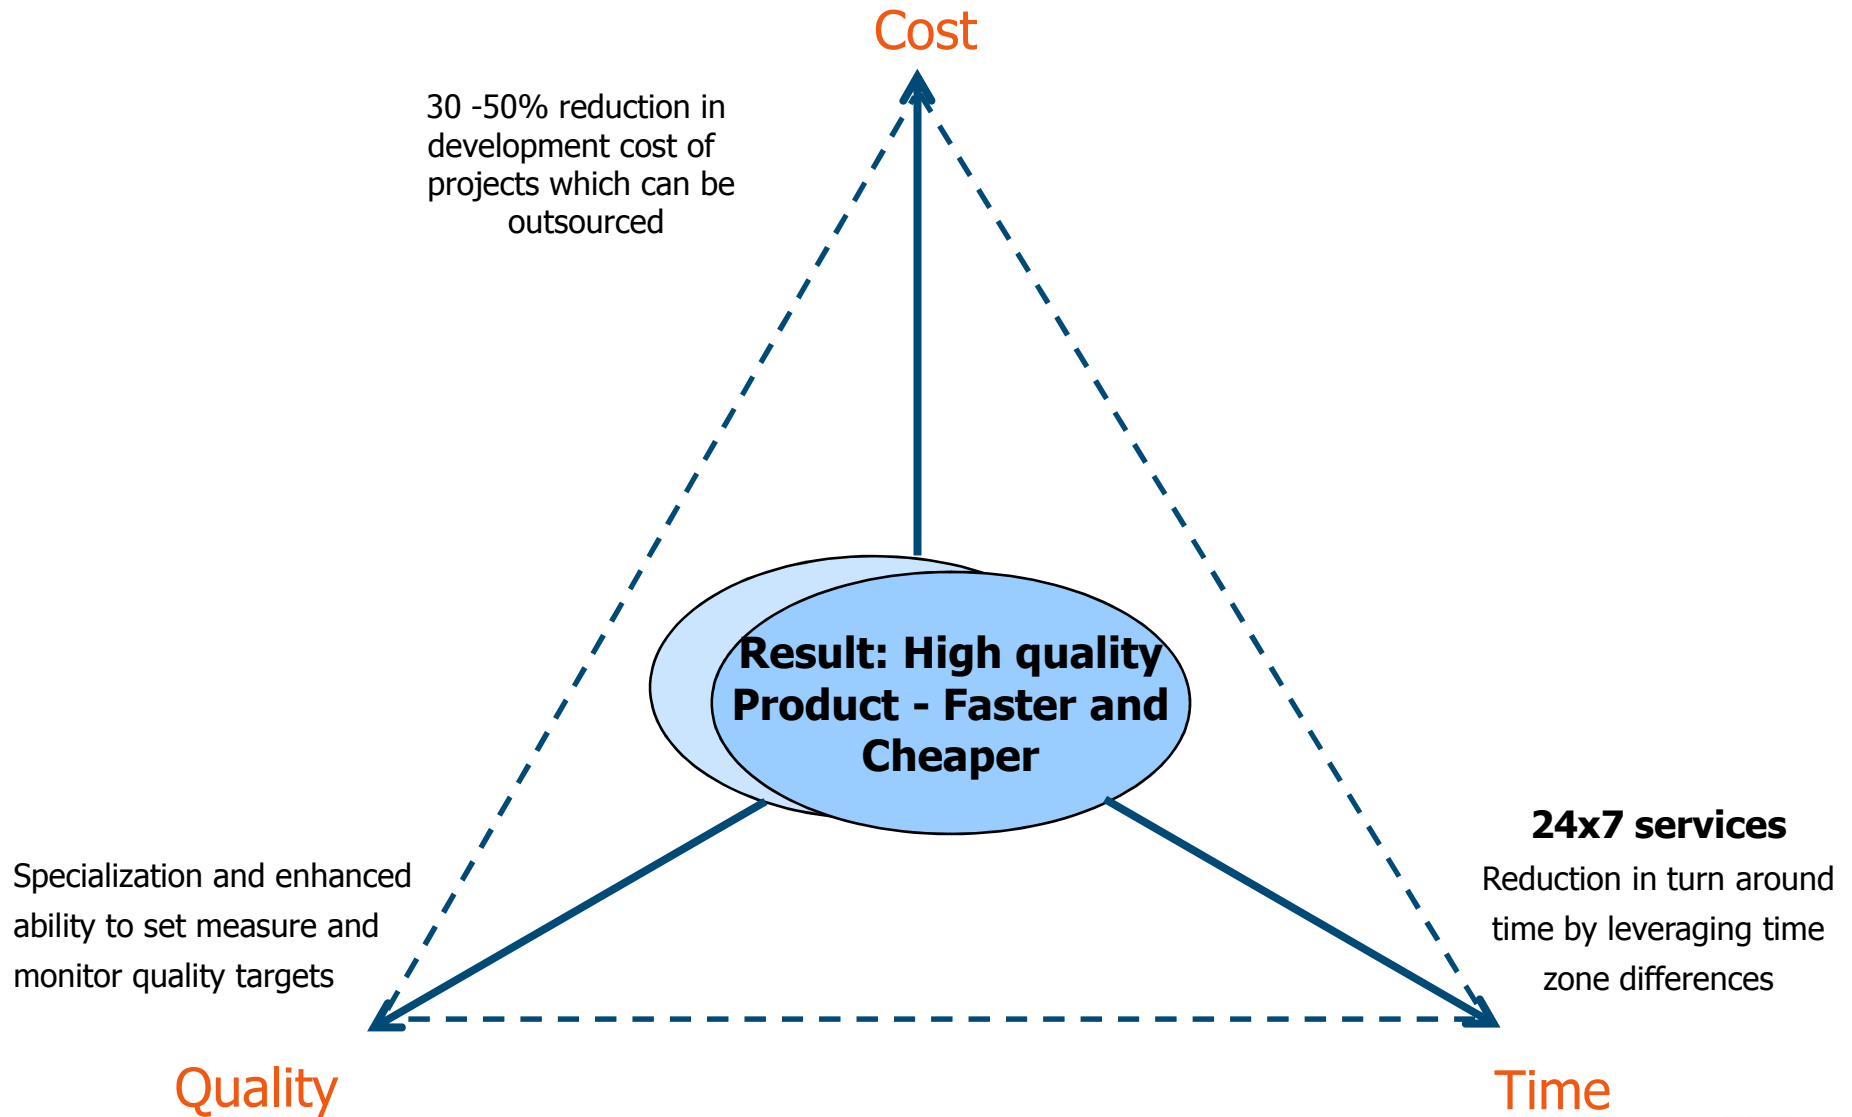 Cost
30 -50% reduction in
development cost of
projects which can be
outsourced
Result: High quality
Product - Faster and
Cheaper
Specialization and enhanced
ability to set measure and
monitor quality targets
24x7 services
Reduction in turn around
time by leveraging time
zone differences
Quality
Time